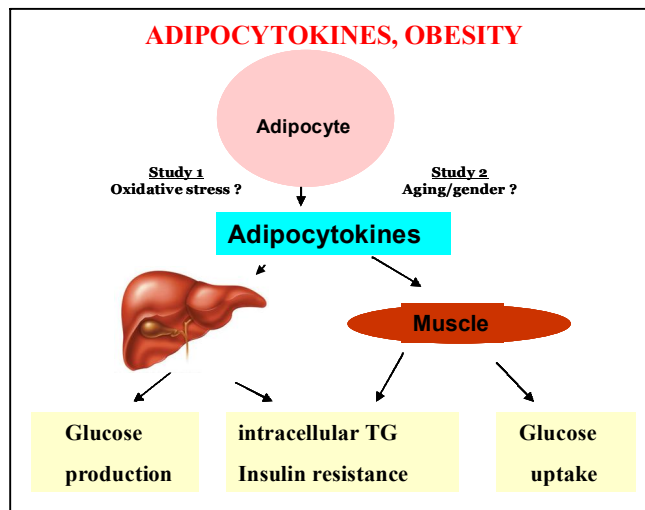 ADIPOCYTOKINES, OBESITY
Adipocyte
Study 1
Oxidative stress ?
Study 2
Aging/gender ?
Adipocytokines
Muscle
Glucose
production
intracellular TG
Insulin resistance
Glucose
uptake